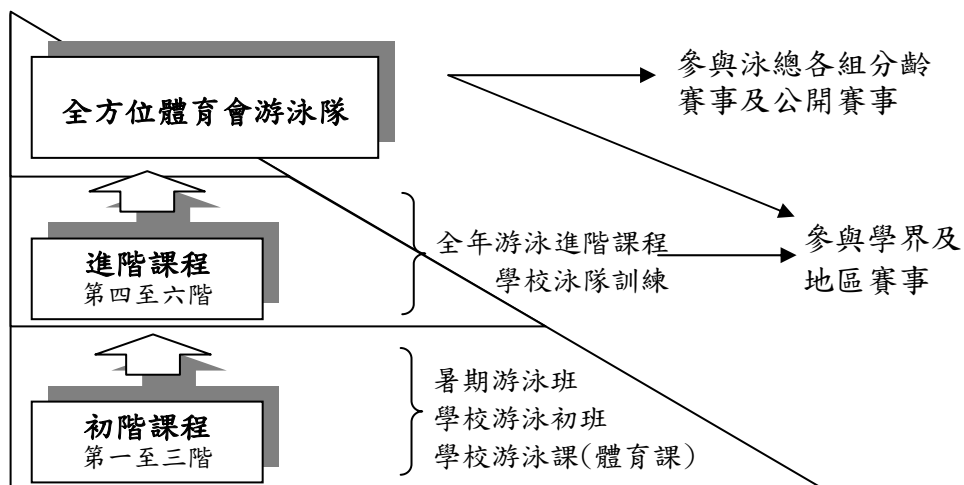 全方位體育會游泳隊
參與泳總各組分齡
賽事及公開賽事
進階課程
第四至六階
全年游泳進階課程
學校泳隊訓練
參與學界及
地區賽事
初階課程
第一至三階
暑期游泳班
學校游泳初班
學校游泳課(體育課)